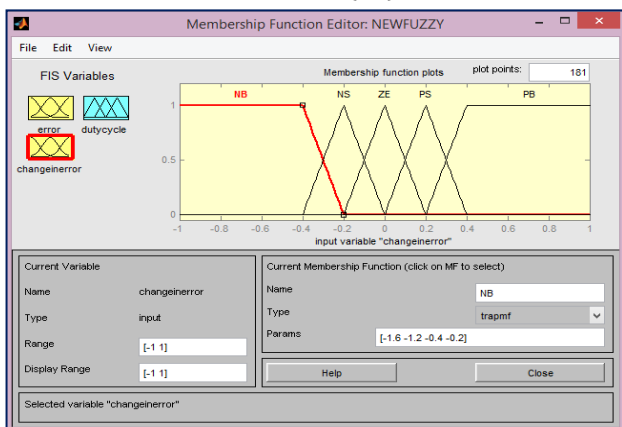 Membership Function Editor: NEWFUZZY
File Edit View
FIS Variables
error
dutycycle
changeinerror
Membership function plots
plot points:
181
NB NS ZE PS PB
1
0.5
0
-1 -0.8 -0.6 -0.4 -0.2 0 0.2 0.4 0.6 0.8 1
input variable "changeinerror"
Current Variable
Name changeinerror
Type input
Range [-1 1]
Display Range [-1 1]
Current Membership Function (click on MF to select)
Name NB
Type trapmf
Params [-1.6 -1.2 -0.4 -0.2]
Help Close
Selected variable "changeinerror"